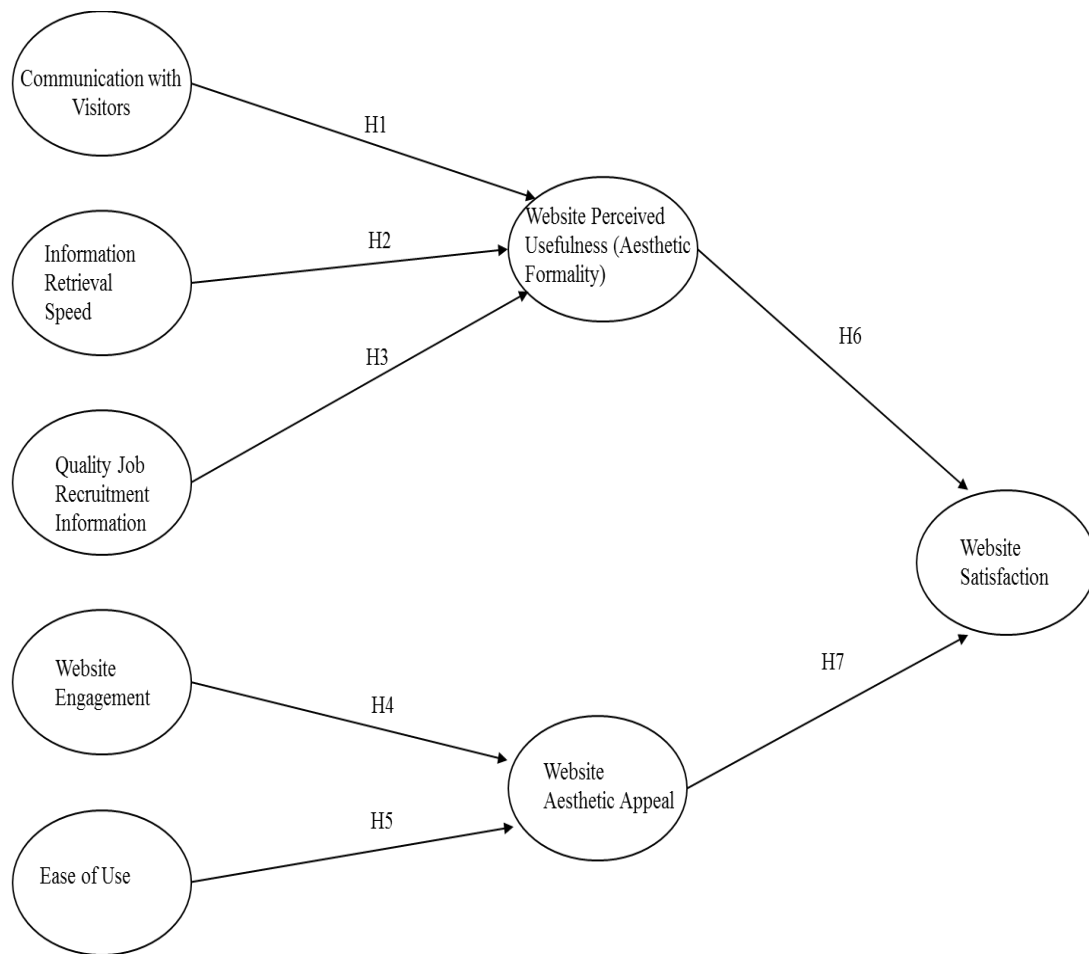 Communication with
Visitors
H1
Website Perceived
Usefulness (Aesthetic
Formality)
Information
Retrieval
Speed
H2
H3
H6
Quality Job
Recruitment
Information
Website
Satisfaction
Website
Engagement
H4
H7
Website
Aesthetic Appeal
H5
Ease of Use